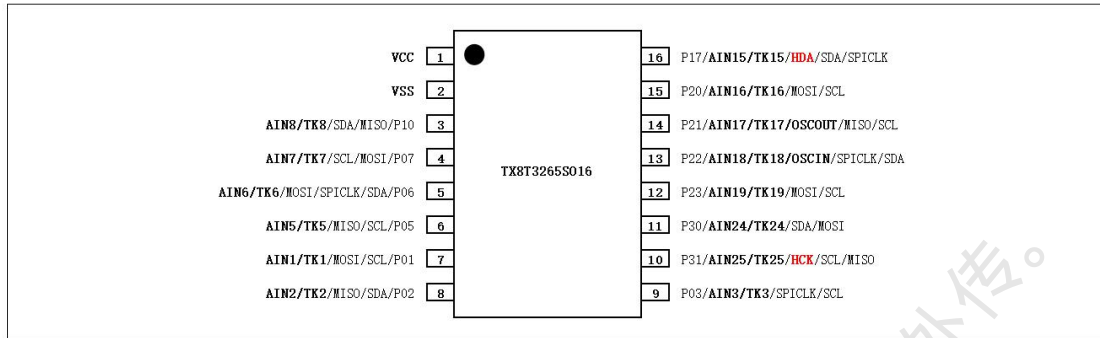 VCC 1
VSS 2
AIN8/TK8/SDA/MISO/P10 3
AIN7/TK7/SCL/MOSI/P07 4
AIN6/TK6/MOSI/SPICLK/SDA/P06 5
AIN5/TK5/MISO/SCL/P05 6
AIN1/TK1/MOSI/SCL/P01 7
AIN2/TK2/MISO/SDA/P02 8
TX8T3265SO16
16 P17/AIN15/TK15/HDA/SDA/SPICLK
15 P20/AIN16/TK16/MOSI/SCL
14 P21/AIN17/TK17/OSCOUT/MISO/SCL
13 P22/AIN18/TK18/OSCIN/SPICLK/SDA
12 P23/AIN19/TK19/MOSI/SCL
11 P30/AIN24/TK24/SDA/MOSI
10 P31/AIN25/TK25/HCK/SCL/MISO
9 P03/AIN3/TK3/SPICLK/SCL
外传。